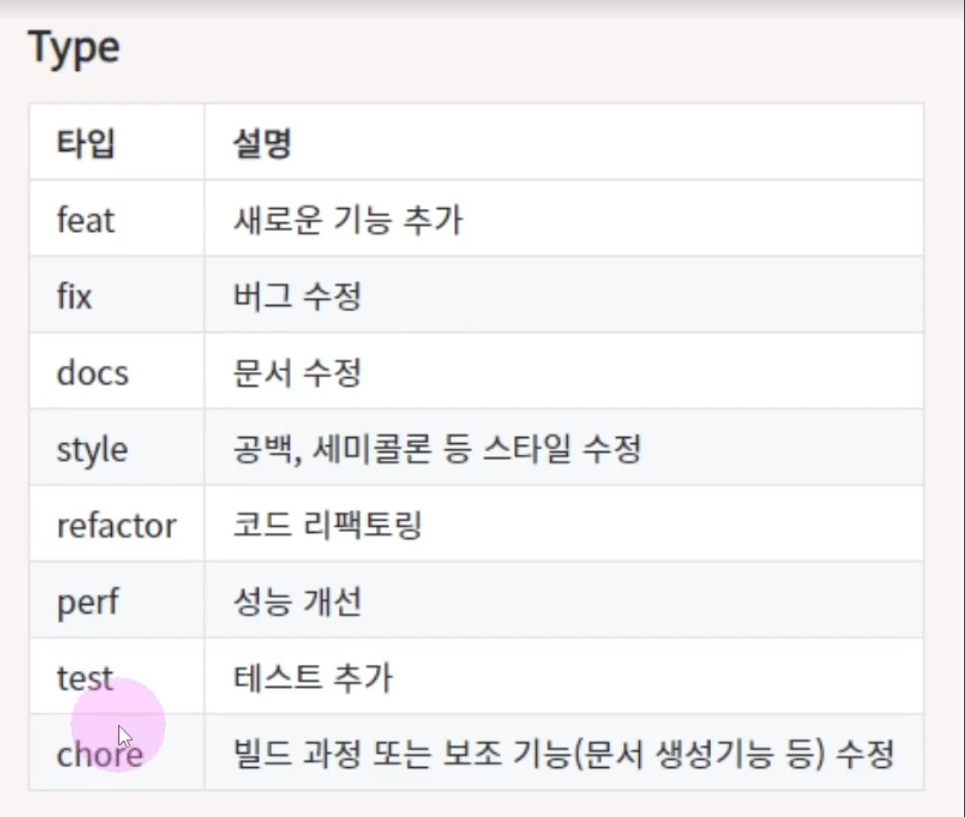 Type
타입 설명
feat 새로운 기능 추가
fix 버그 수정
docs 문서 수정
style 공백, 세미콜론 등 스타일 수정
refactor 코드 리팩토링
perf 성능 개선
test 테스트 추가
chore 빌드 과정 또는 보조 기능(문서 생성기능 등) 수정